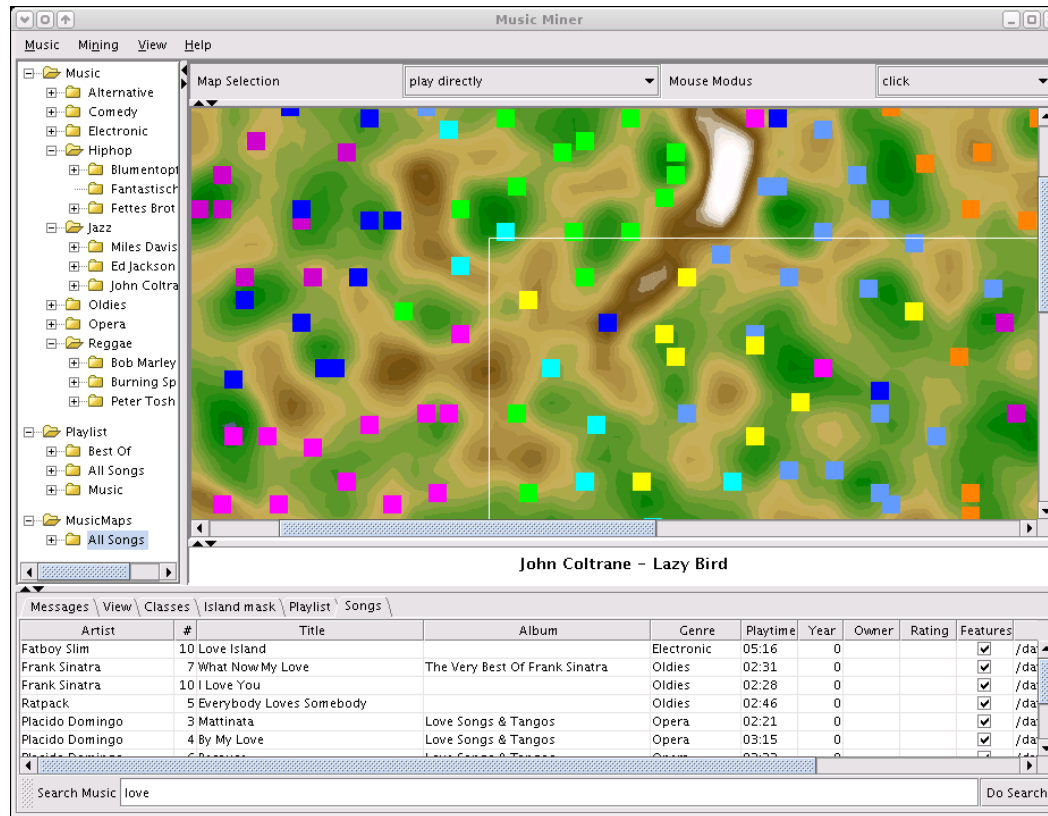 Music Miner
Music Mining View Help
Music
Alternative
Comedy
Electronic
Hiphop
Blumentopf
Fantastisch
Fettes Brot
Jazz
Miles Davis
Ed Jackson
John Coltra
Oldies
Opera
Reggae
Bob Marley
Burning Sp
Peter Tosh
Playlist
Best Of
All Songs
Music
MusicMaps
All Songs
Map Selection play directly Mouse Modus click
John Coltrane – Lazy Bird
Messages View Classes Island mask Playlist Songs
Artist # Title Album Genre Playtime Year Owner Rating Features
Fatboy Slim 10 Love Island Electronic 05:16 0 /da
Frank Sinatra 7 What Now My Love The Very Best Of Frank Sinatra Oldies 02:31 0 /da
Frank Sinatra 10 I Love You Oldies 02:28 0 /da
Ratpack 5 Everybody Loves Somebody Oldies 02:46 0 /da
Placido Domingo 3 Mattinata Love Songs & Tangos Opera 02:21 0 /da
Placido Domingo 4 By My Love Love Songs & Tangos Opera 03:15 0 /da
Search Music love Do Search